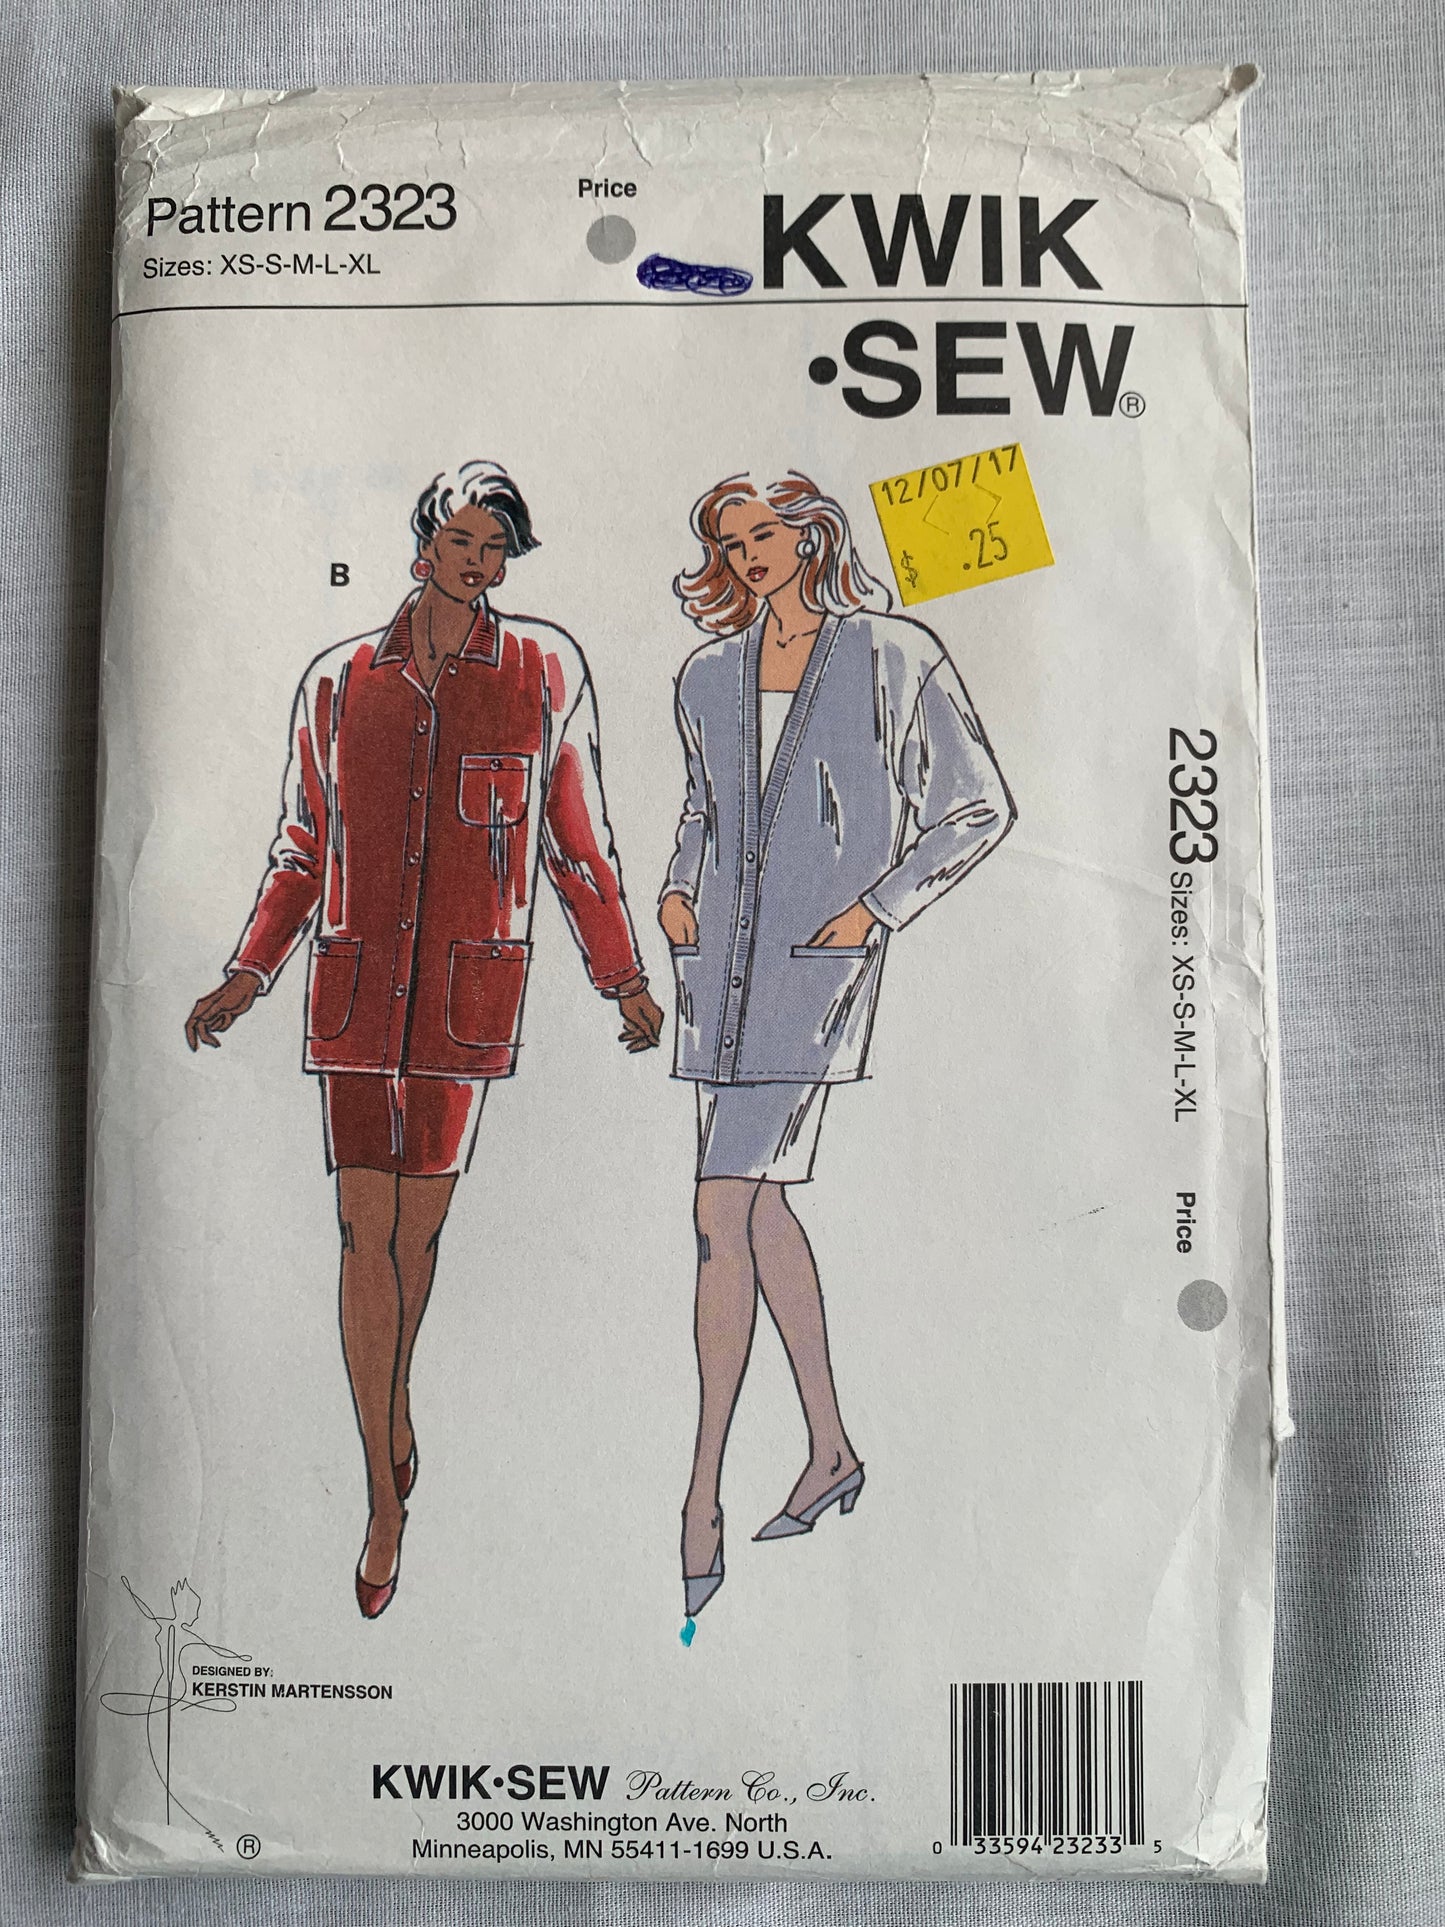 Pattern 2323
Sizes: XS-S-M-L-XL
Price
KWIK
•SEW®
12/07/17
$ .25
B
2323 Sizes: XS-S-M-L-XL
Price
DESIGNED BY:
KERSTIN MARTENSSON
®
KWIK•SEW Pattern Co., Inc.
3000 Washington Ave. North
Minneapolis, MN 55411-1699 U.S.A.
0 33594 23233 5